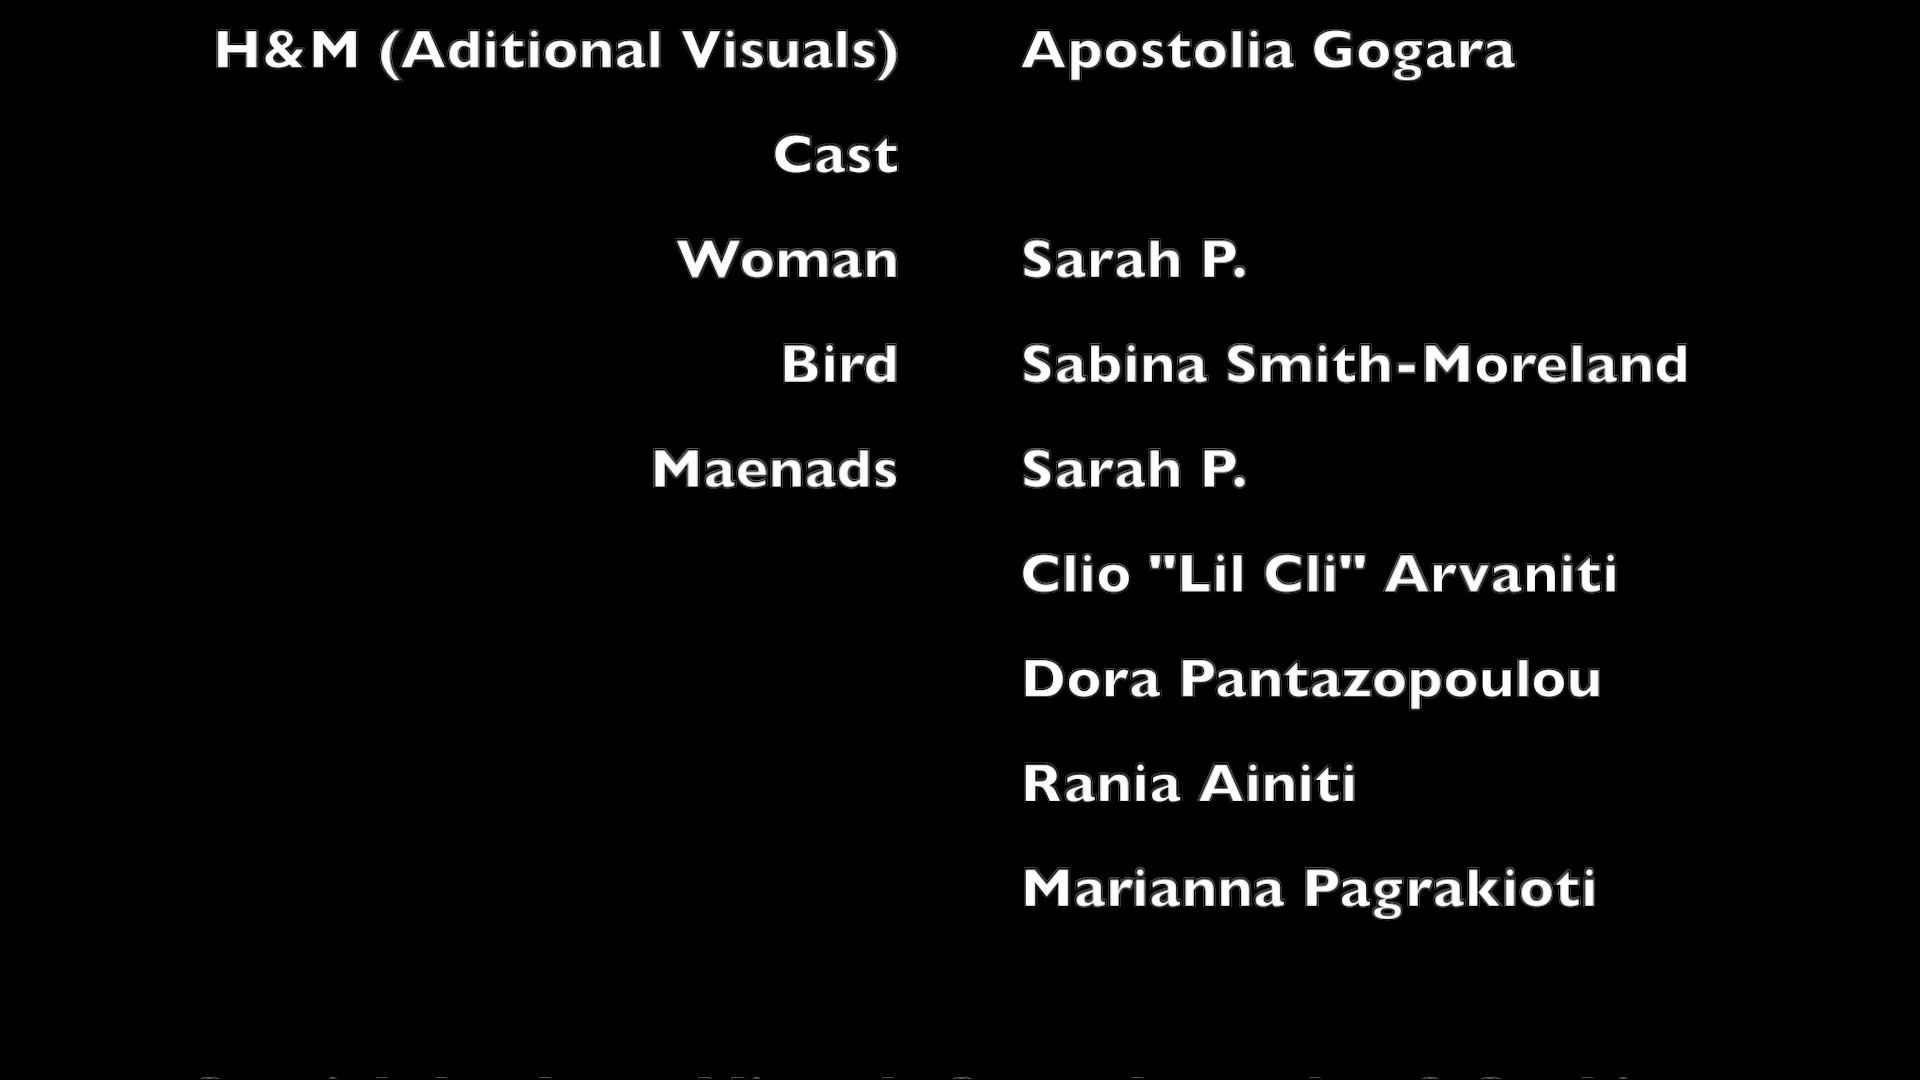 H&M (Aditional Visuals) Apostolia Gogara
Cast
Woman Sarah P.
Bird Sabina Smith-Moreland
Maenads Sarah P.
Clio "Lil Cli" Arvaniti
Dora Pantazopoulou
Rania Ainiti
Marianna Pagrakioti